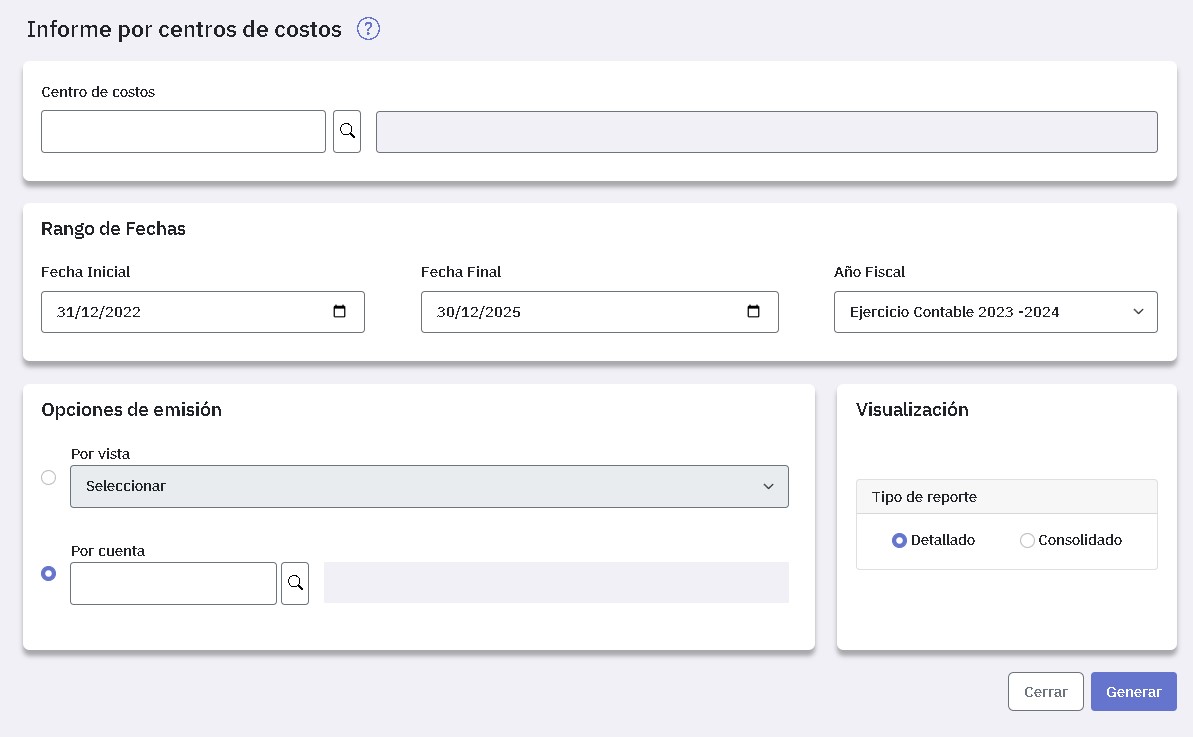 Informe por centros de costos ?
Centro de costos
Rango de Fechas
Fecha Inicial
Fecha Final
Año Fiscal
31/12/2022
30/12/2025
Ejercicio Contable 2023 -2024
Opciones de emisión
Visualización
Por vista
Seleccionar
Tipo de reporte
Detallado
Consolidado
Por cuenta
Cerrar
Generar